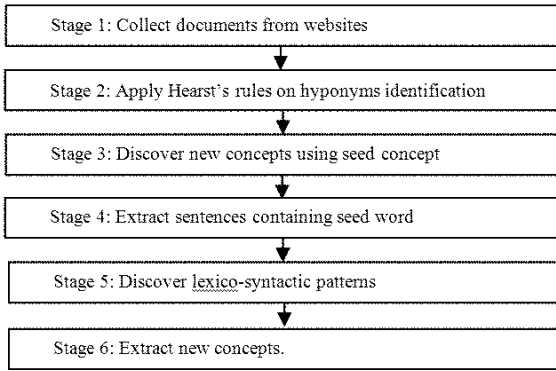 Stage 1: Collect documents from websites
Stage 2: Apply Hearst’s rules on hyponyms identification
Stage 3: Discover new concepts using seed concept
Stage 4: Extract sentences containing seed word
Stage 5: Discover lexico-syntactic patterns
Stage 6: Extract new concepts.